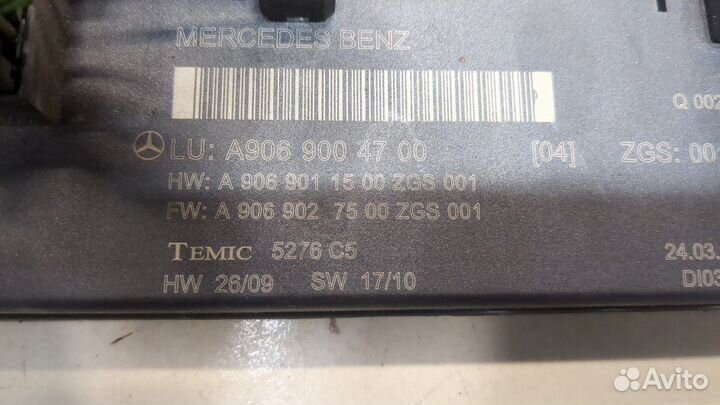 MERCEDES BENZ
Q 002
LU: A906 900 47 00 [04] ZGS: 001
HW: A 906 901 15 00 ZGS 001
FW: A 906 902 75 00 ZGS 001
TEMIC 5276 C5 24.03.
HW 26/09 SW 17/10 DI03
Avito